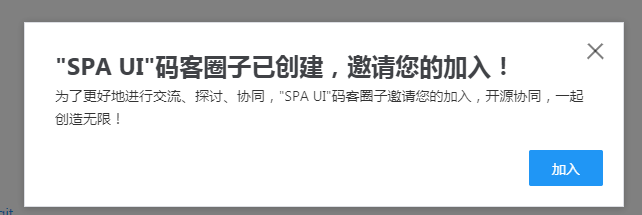 "SPA UI"码客圈子已创建，邀请您的加入！
为了更好地进行交流、探讨、协同，"SPA UI"码客圈子邀请您的加入，开源协同，一起
创造无限！
加入